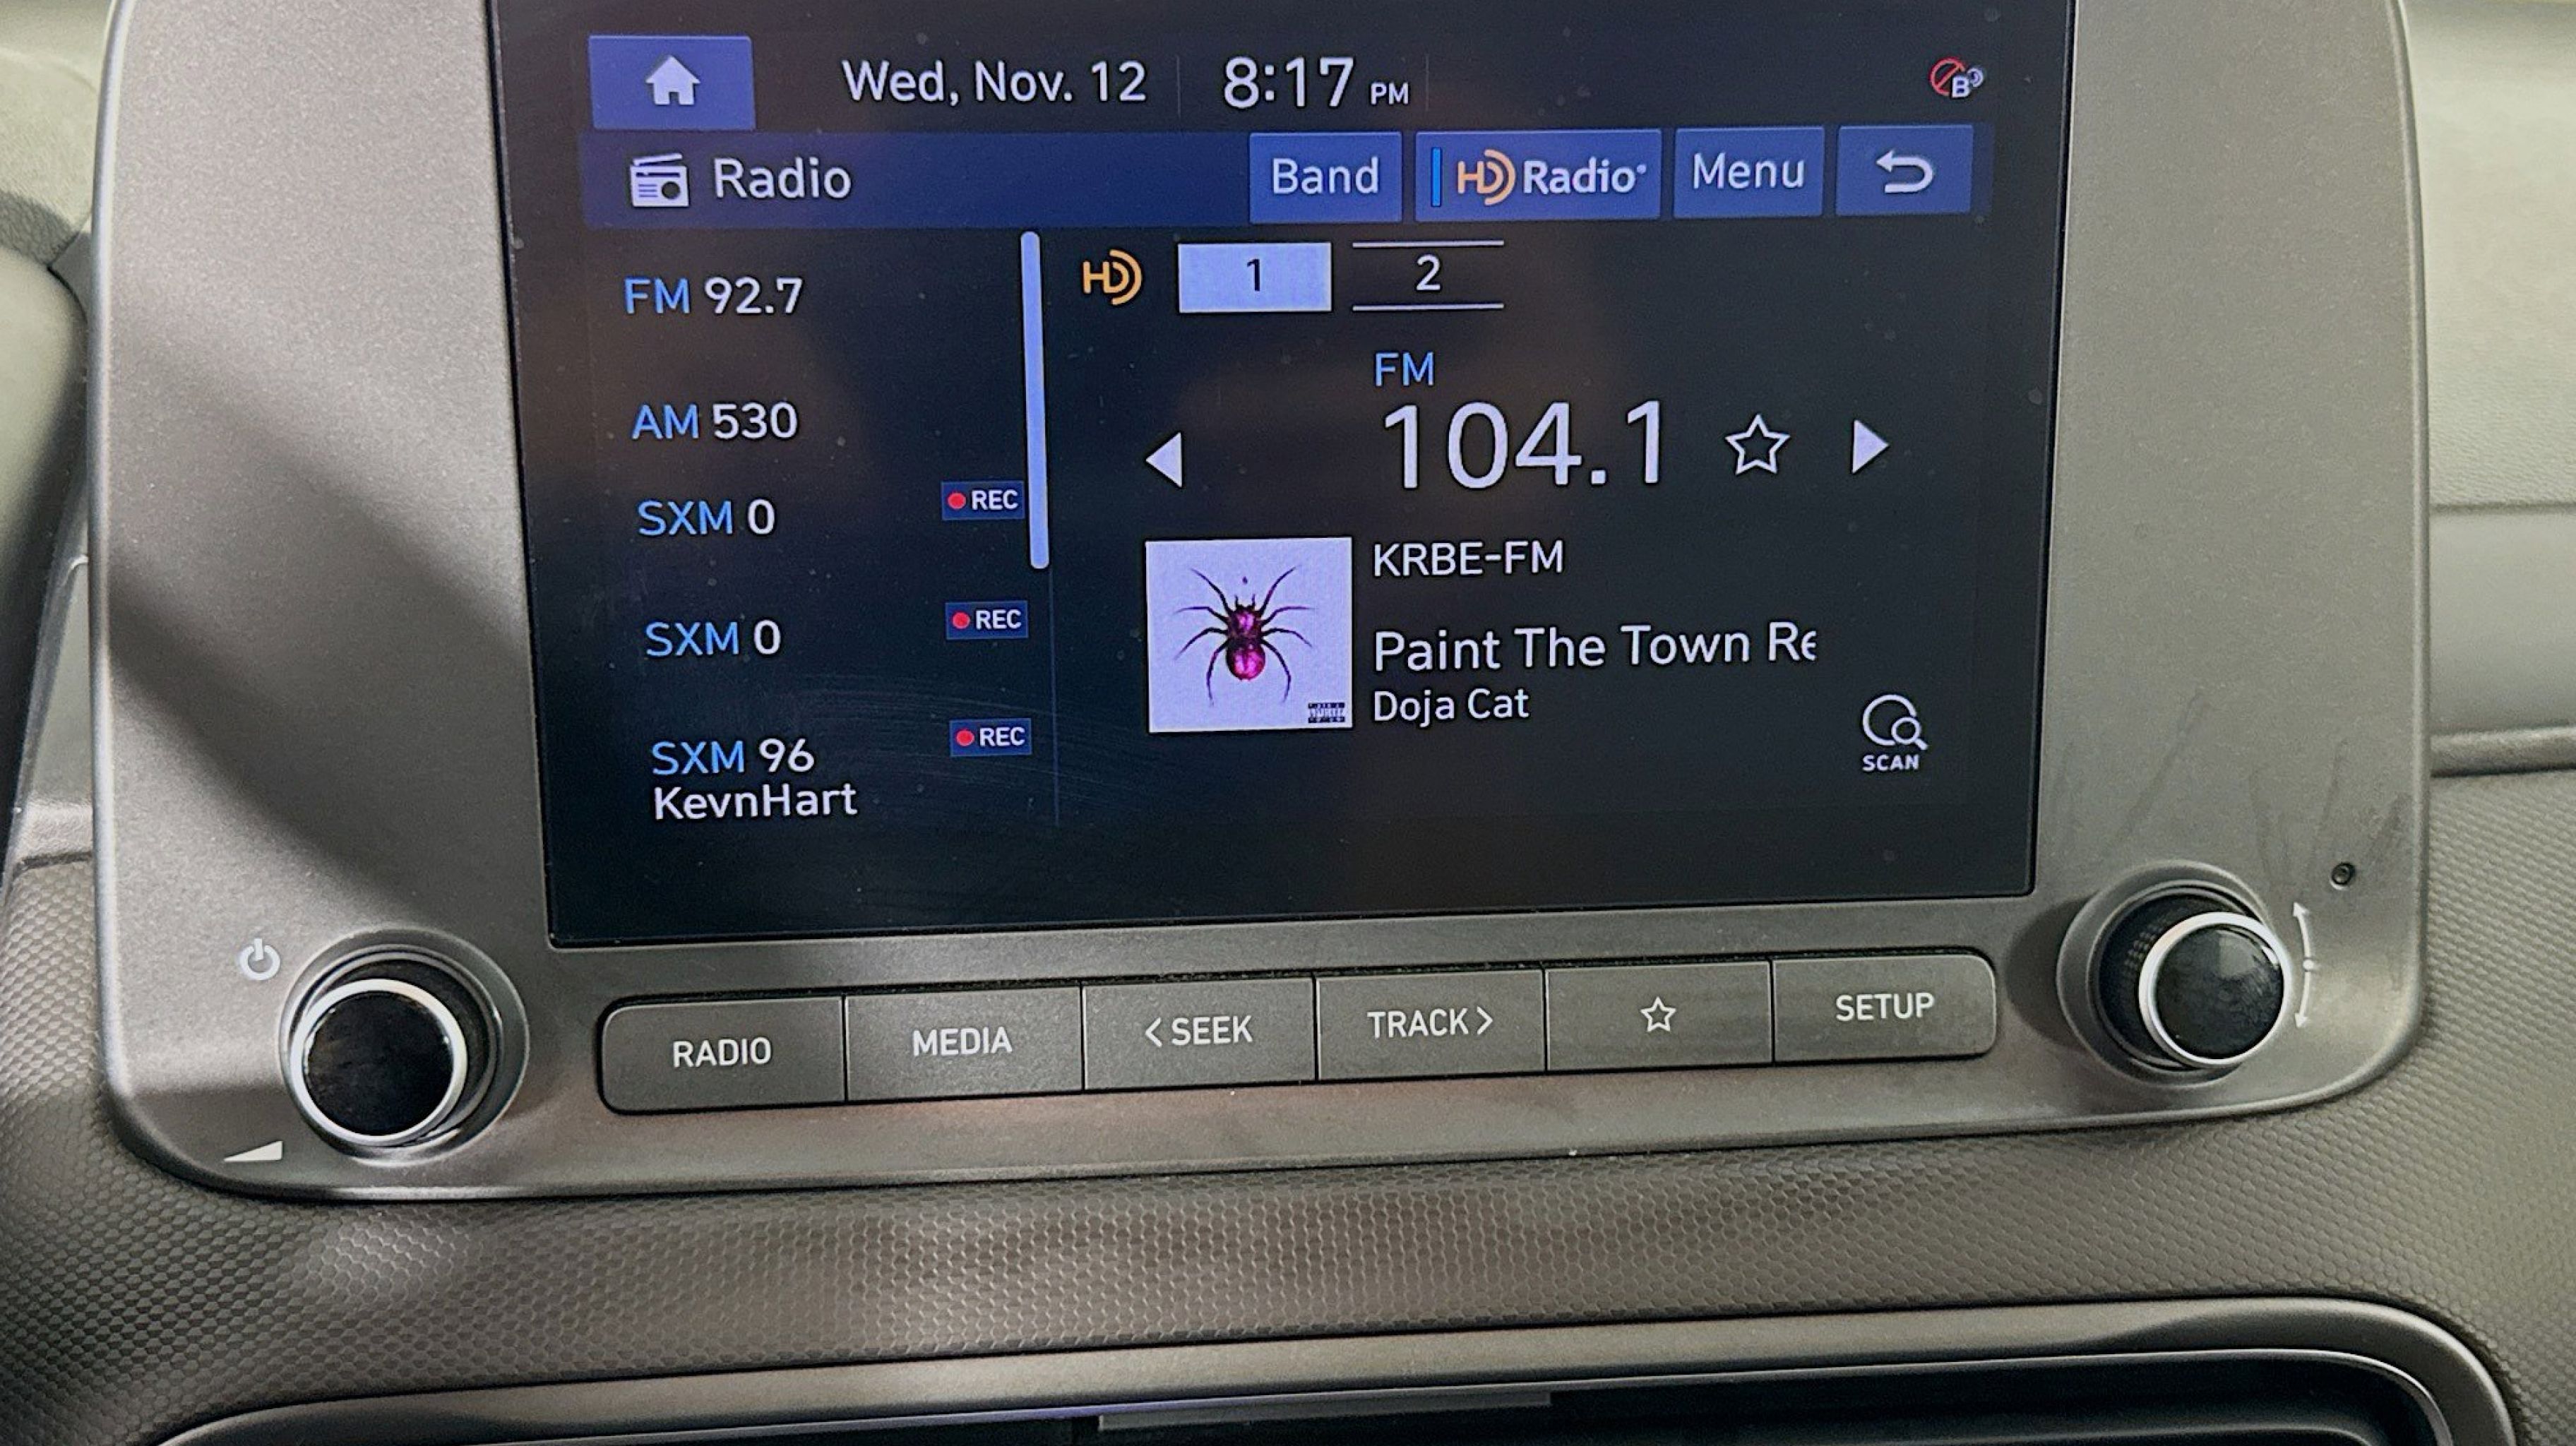 Wed, Nov. 12 8:17 PM
B
Radio Band HD Radio Menu
FM 92.7
AM 530
SXM 0 REC
SXM 0 REC
SXM 96 REC
KevnHart
HD 1 2
FM
104.1
KRBE-FM
Paint The Town Re
Doja Cat
SCAN
RADIO MEDIA <SEEK TRACK> SETUP